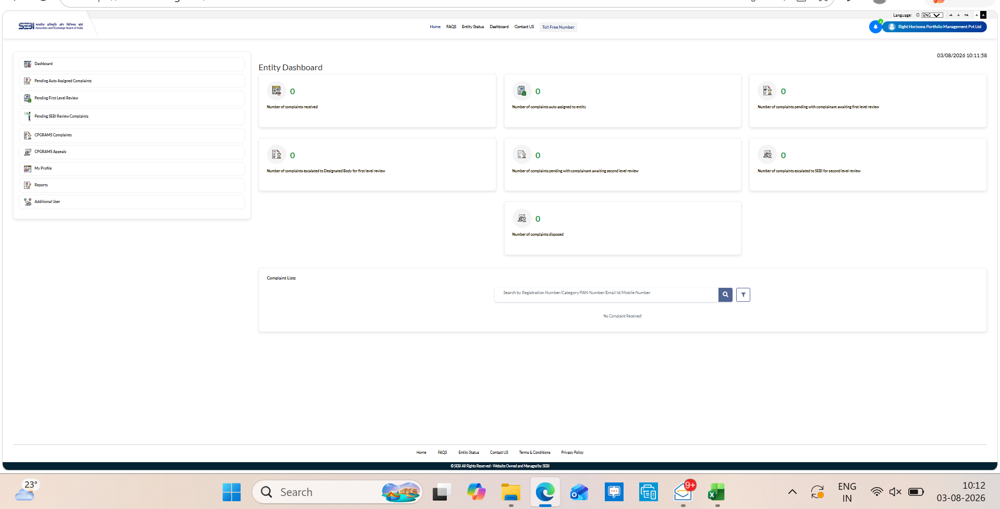 Language: ENG -A A +A A A
SEBI भारतीय प्रतिभूति और विनिमय बोर्ड
Securities and Exchange Board of India
Home FAQS Entity Status Dashboard Contact US Toll Free Number
Right Horizons Portfolio Management Pvt Ltd
03/08/2026 10:11:58
Dashboard
Pending Auto Assigned Complaints
Pending First Level Review
Pending SEBI Review Complaints
CPGRAMS Complaints
CPGRAMS Appeals
My Profile
Reports
Additional User
Entity Dashboard
0 0 0
Number of complaints received
Number of complaints auto assigned to entity
Number of complaints pending with complainant awaiting first level review
0 0 0
Number of complaints escalated to Designated Body for first level review
Number of complaints pending with complainant awaiting second level review
Number of complaints escalated to SEBI for second level review
0
Number of complaints disposed
Complaint Lists
Search by Registration Number/Category/PAN Number/Email Id/Mobile Number
No Complaint Received!
Home FAQS Entity Status Contact US Terms & Conditions Privacy Policy
© SEBI All Rights Reserved - Website Owned and Managed by SEBI
23°
Search
9+
ENG
IN
10:12
03-08-2026